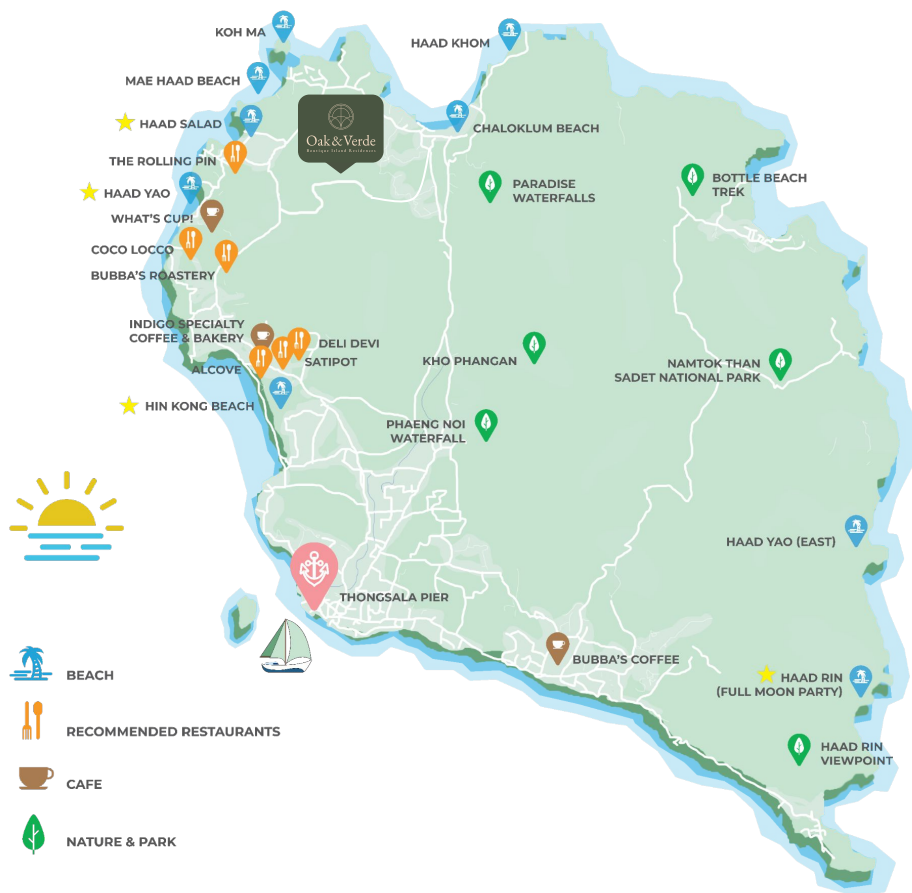 KOH MA
HAAD KHOM
MAE HAAD BEACH
HAAD SALAD
Oak & Verde
Boutique Island Residences
CHALOKLUM BEACH
THE ROLLING PIN
PARADISE
WATERFALLS
BOTTLE BEACH
TREK
HAAD YAO
WHAT'S CUP!
COCO LOCCO
BUBBA'S ROASTERY
INDIGO SPECIALTY
COFFEE & BAKERY
DELI DEVI
SATIPOT
ALCOVE
KHO PHANGAN
NAMTOK THAN
SADET NATIONAL PARK
HIN KONG BEACH
PHAENG NOI
WATERFALL
HAAD YAO (EAST)
THONGSALA PIER
BUBBA'S COFFEE
HAAD RIN
(FULL MOON PARTY)
HAAD RIN
VIEWPOINT
BEACH
RECOMMENDED RESTAURANTS
CAFE
NATURE & PARK